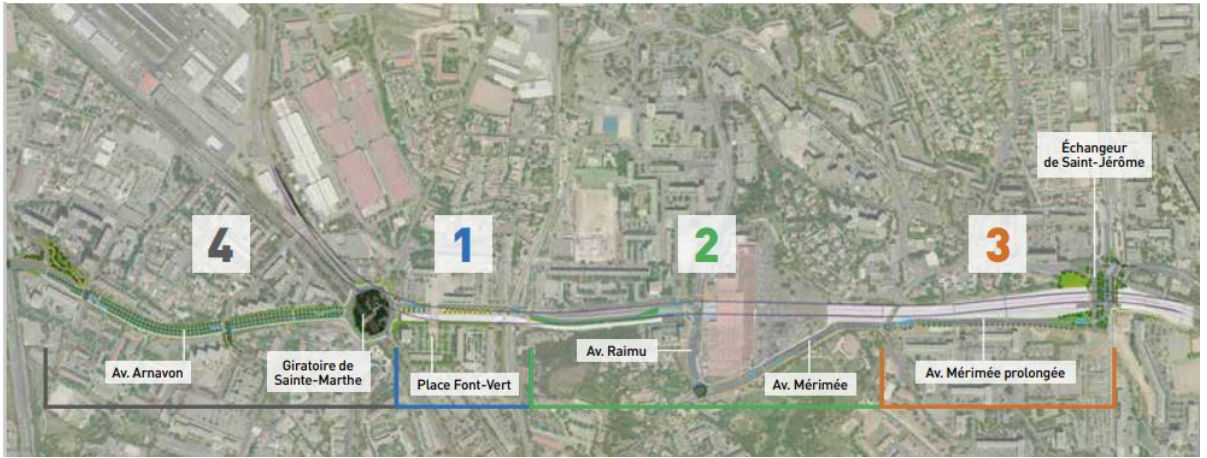 4
1
2
3
Échangeur
de Saint-Jérôme
Av. Arnavon
Giratoire de
Sainte-Marthe
Place Font-Vert
Av. Raimu
Av. Mérimée
Av. Mérimée prolongée